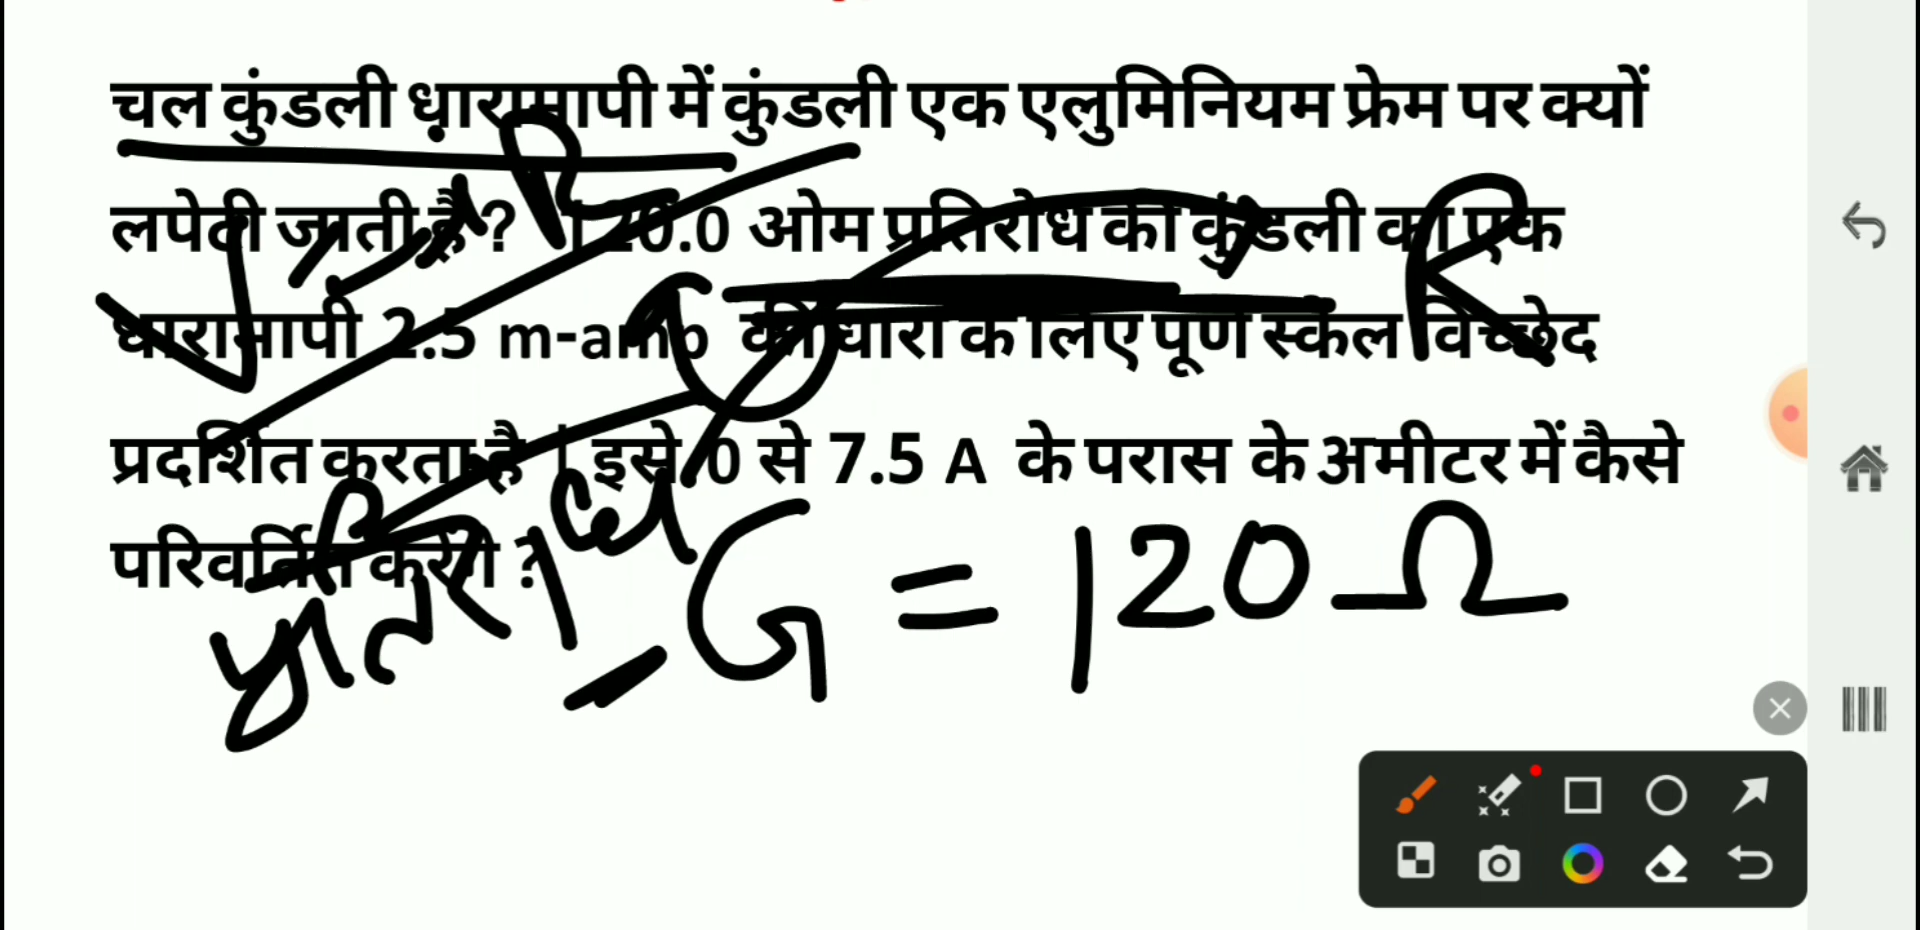 चल कुंडली धारामापी में कुंडली एक एलुमिनियम फ्रेम पर क्यों
लपेटी जाती है ? 120.0 ओम प्रतिरोध की कुंडली का एक
धारामापी 2.5 m-amp की धारा के लिए पूर्ण स्केल विच्छेद
प्रदर्शित करता है | इसे 0 से 7.5 A के परास के अमीटर में कैसे
परिवर्तित करेंगे ?
G = 120 Ω